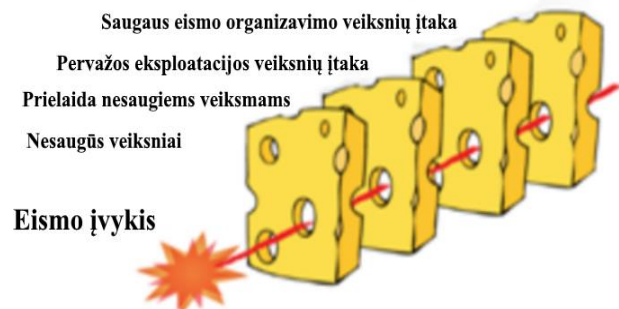 Saugaus eismo organizavimo veiksnių įtaka
Pervažos eksploatacijos veiksnių įtaka
Prielaida nesaugiems veiksmams
Nesaugūs veiksniai
Eismo įvykis